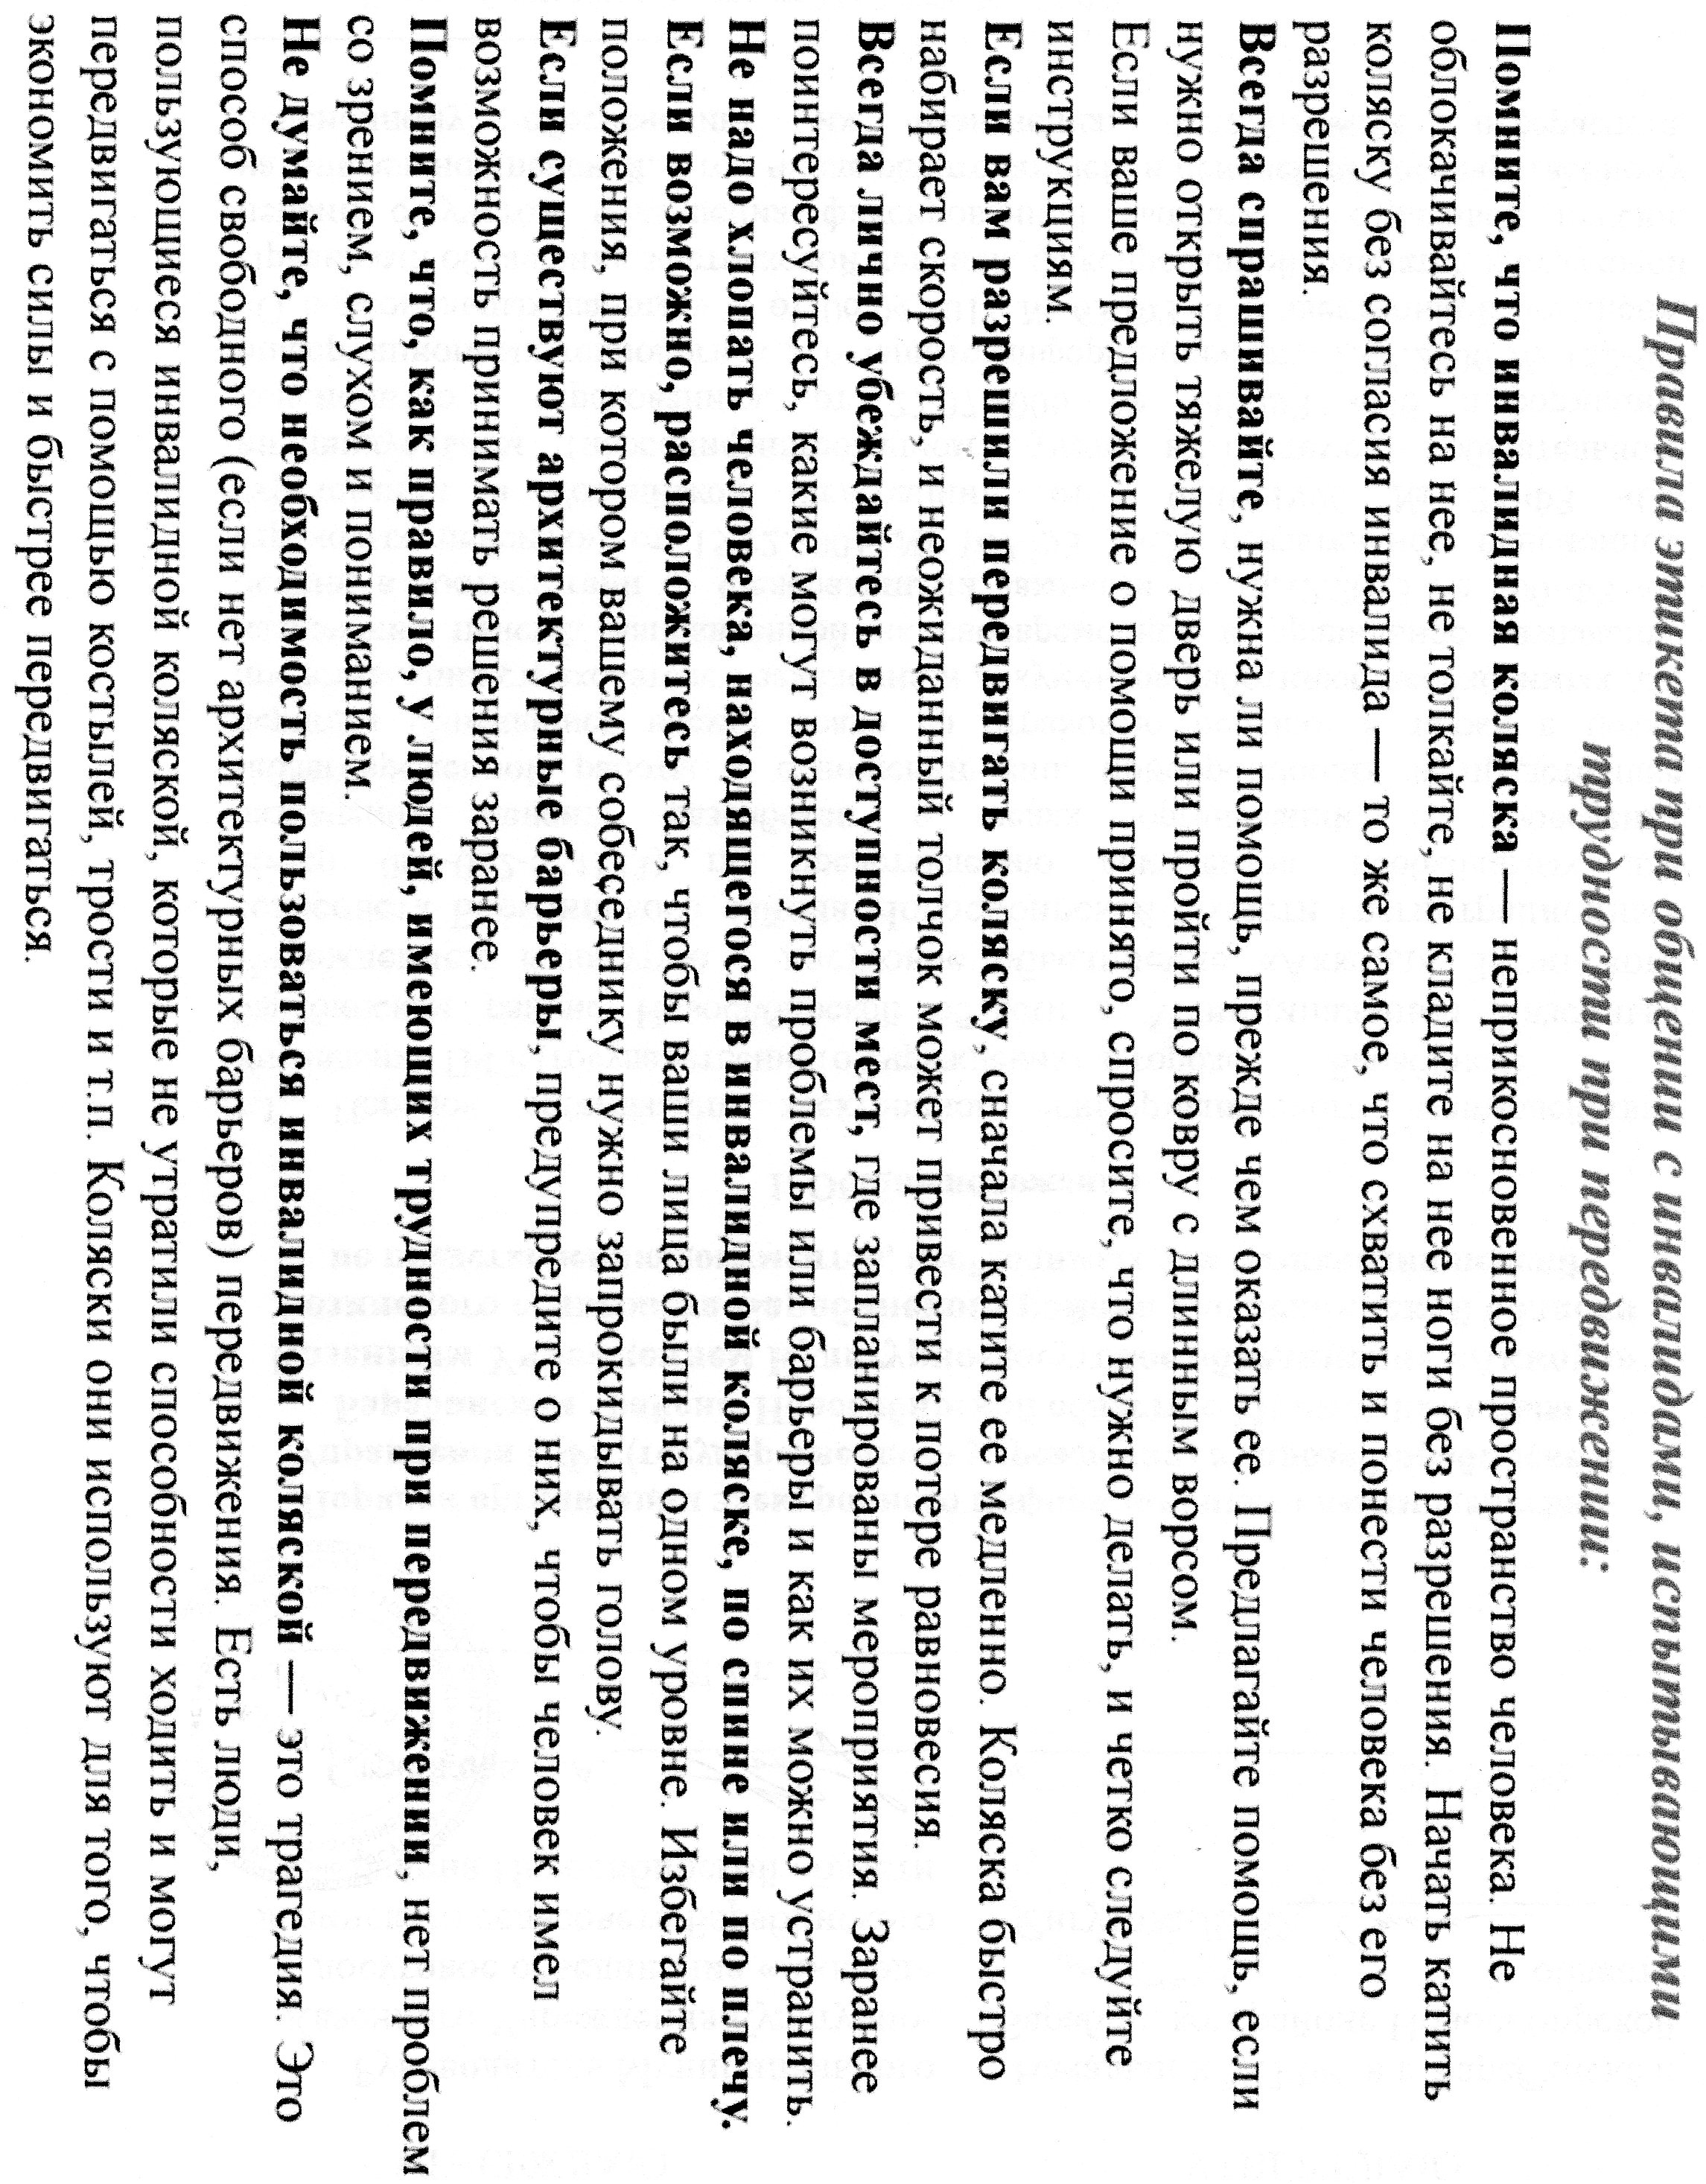 Правила этикета при общении с инвалидами, испытывающими
трудности при передвижении:
Помните, что инвалидная коляска — неприкосновенное пространство человека. Не
облокачивайтесь на нее, не толкайте, не кладите на нее ноги без разрешения. Начать катить
коляску без согласия инвалида — то же самое, что схватить и понести человека без его
разрешения.
Всегда спрашивайте, нужна ли помощь, прежде чем оказать ее. Предлагайте помощь, если
нужно открыть тяжелую дверь или пройти по ковру с длинным ворсом.
Если ваше предложение о помощи принято, спросите, что нужно делать, и четко следуйте
инструкциям.
Если вам разрешили передвигать коляску, сначала катите ее медленно. Коляска быстро
набирает скорость, и неожиданный толчок может привести к потере равновесия.
Всегда лично убеждайтесь в доступности мест, где запланированы мероприятия. Заранее
поинтересуйтесь, какие могут возникнуть проблемы или барьеры и как их можно устранить.
Не надо хлопать человека, находящегося в инвалидной коляске, по спине или по плечу.
Если возможно, расположитесь так, чтобы ваши лица были на одном уровне. Избегайте
положения, при котором вашему собеседнику нужно запрокидывать голову.
Если существуют архитектурные барьеры, предупредите о них, чтобы человек имел
возможность принимать решения заранее.
Помните, что, как правило, у людей, имеющих трудности при передвижении, нет проблем
со зрением, слухом и пониманием.
Не думайте, что необходимость пользоваться инвалидной коляской — это трагедия. Это
способ свободного (если нет архитектурных барьеров) передвижения. Есть люди,
пользующиеся инвалидной коляской, которые не утратили способности ходить и могут
передвигаться с помощью костылей, трости и т.п. Коляски они используют для того, чтобы
экономить силы и быстрее передвигаться.